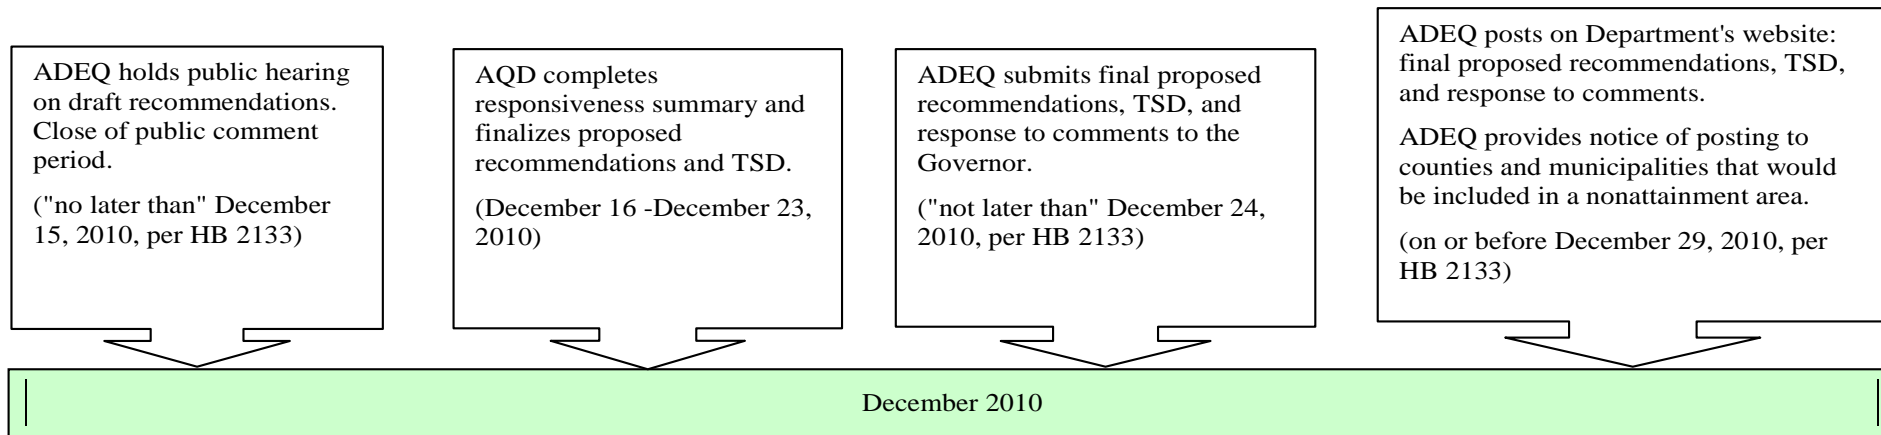 ADEQ holds public hearing
on draft recommendations.
Close of public comment
period.
("no later than" December
15, 2010, per HB 2133)
AQD completes
responsiveness summary and
finalizes proposed
recommendations and TSD.
(December 16 -December 23,
2010)
ADEQ submits final proposed
recommendations, TSD, and
response to comments to the
Governor.
("not later than" December 24,
2010, per HB 2133)
ADEQ posts on Department's website:
final proposed recommendations, TSD,
and response to comments.
ADEQ provides notice of posting to
counties and municipalities that would
be included in a nonattainment area.
(on or before December 29, 2010, per
HB 2133)
December 2010